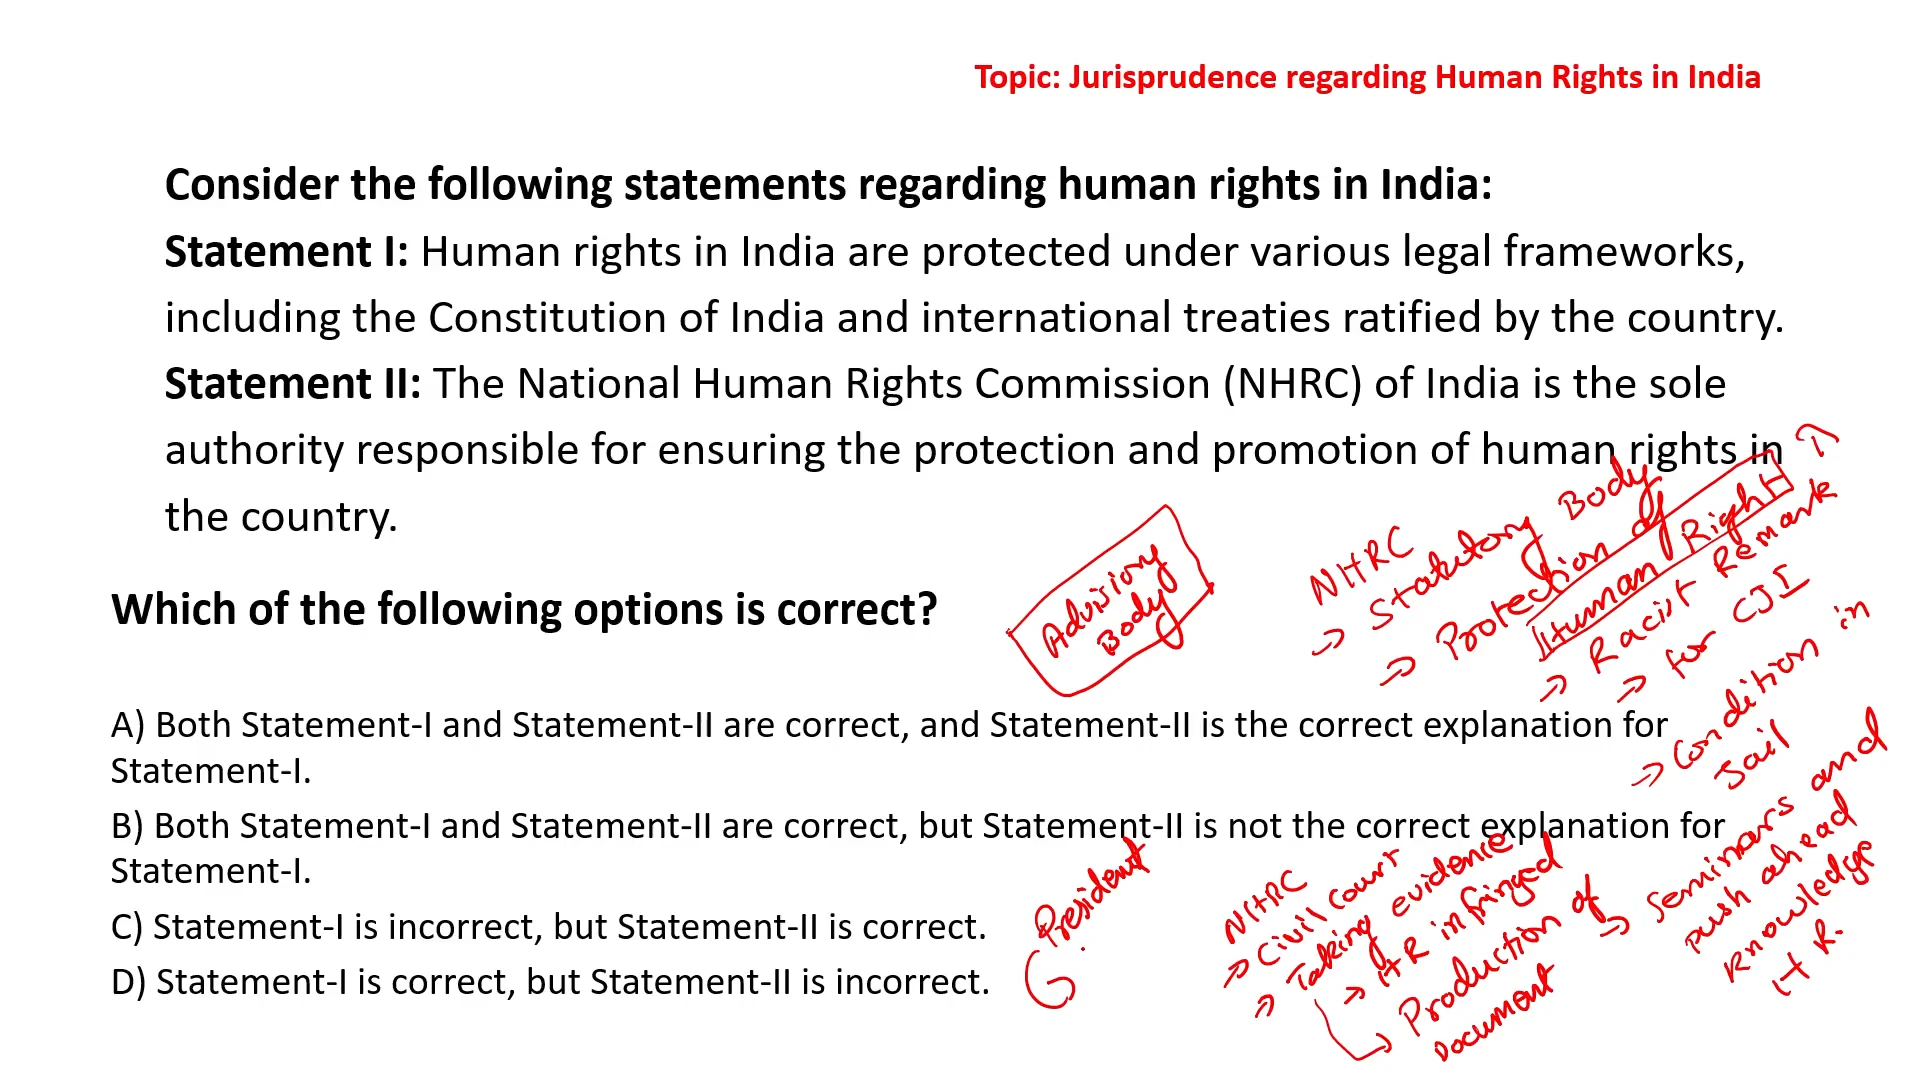 Topic: Jurisprudence regarding Human Rights in India
Consider the following statements regarding human rights in India:
Statement I: Human rights in India are protected under various legal frameworks,
including the Constitution of India and international treaties ratified by the country.
Statement II: The National Human Rights Commission (NHRC) of India is the sole
authority responsible for ensuring the protection and promotion of human rights in
the country.
Which of the following options is correct?
A) Both Statement-I and Statement-II are correct, and Statement-II is the correct explanation for
Statement-I.
B) Both Statement-I and Statement-II are correct, but Statement-II is not the correct explanation for
Statement-I.
C) Statement-I is incorrect, but Statement-II is correct.
D) Statement-I is correct, but Statement-II is incorrect.
Advisiony
Body
NHRC
→ Statutory Body
→ Protection of
Human Right
→ Racist Remark
→ for CJI
→ Condition in
Jail
→ Seminars and
push ahead
Knowledge
H R.
President
NHRC
→ Civil Court
→ Taking evidence
→ HR infringed
→ Production of
Document